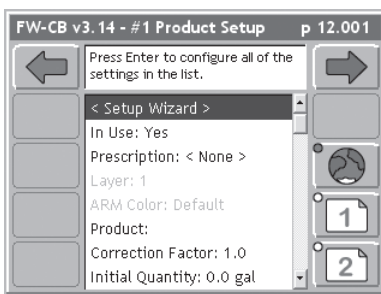 FW-CB v3.14 - #1 Product Setup p 12.001
Press Enter to configure all of the
settings in the list.
< Setup Wizard >
In Use: Yes
Prescription: < None >
Layer: 1
ARM Color: Default
Product:
Correction Factor: 1.0
Initial Quantity: 0.0 gal
1
2